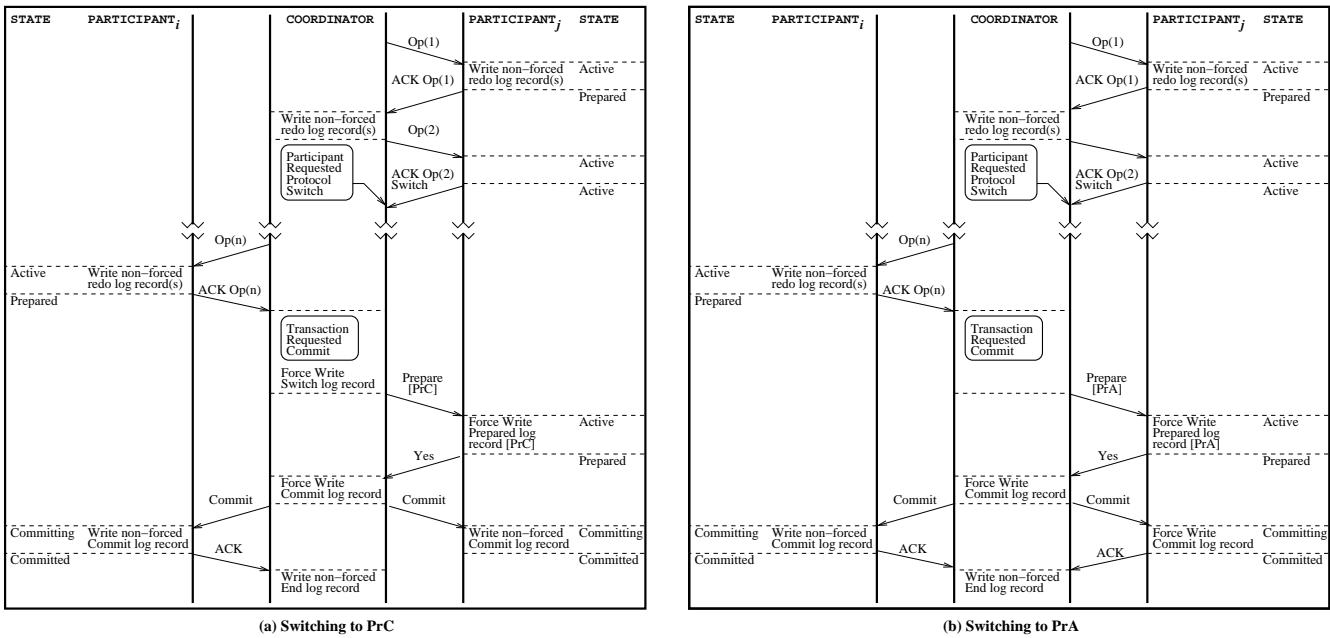 STATE PARTICIPANT i COORDINATOR PARTICIPANT j STATE
Op(1)
Write non−forced
redo log record(s)
Active
ACK Op(1)
Prepared
Write non−forced
redo log record(s)
Op(2)
Participant
Requested
Protocol
Switch
Active
ACK Op(2)
Switch
Active
Op(n)
Active
Write non−forced
redo log record(s)
Prepared
ACK Op(n)
Transaction
Requested
Commit
Force Write
Switch log record
Prepare
[PrC]
Force Write
Prepared log
record [PrC]
Active
Yes
Prepared
Force Write
Commit log record
Commit
Commit
Committing
Write non−forced
Commit log record
Write non−forced
Commit log record
Committing
Committed
ACK
Committed
Write non−forced
End log record
(a) Switching to PrC
STATE PARTICIPANT i COORDINATOR PARTICIPANT j STATE
Op(1)
Write non−forced
redo log record(s)
Active
ACK Op(1)
Prepared
Write non−forced
redo log record(s)
Participant
Requested
Protocol
Switch
Active
ACK Op(2)
Switch
Active
Op(n)
Active
Write non−forced
redo log record(s)
Prepared
ACK Op(n)
Transaction
Requested
Commit
Prepare
[PrA]
Force Write
Prepared log
record [PrA]
Active
Yes
Prepared
Force Write
Commit log record
Commit
Commit
Committing
Write non−forced
Commit log record
Force Write
Commit log record
Committing
Committed
ACK
ACK
Committed
Write non−forced
End log record
(b) Switching to PrA